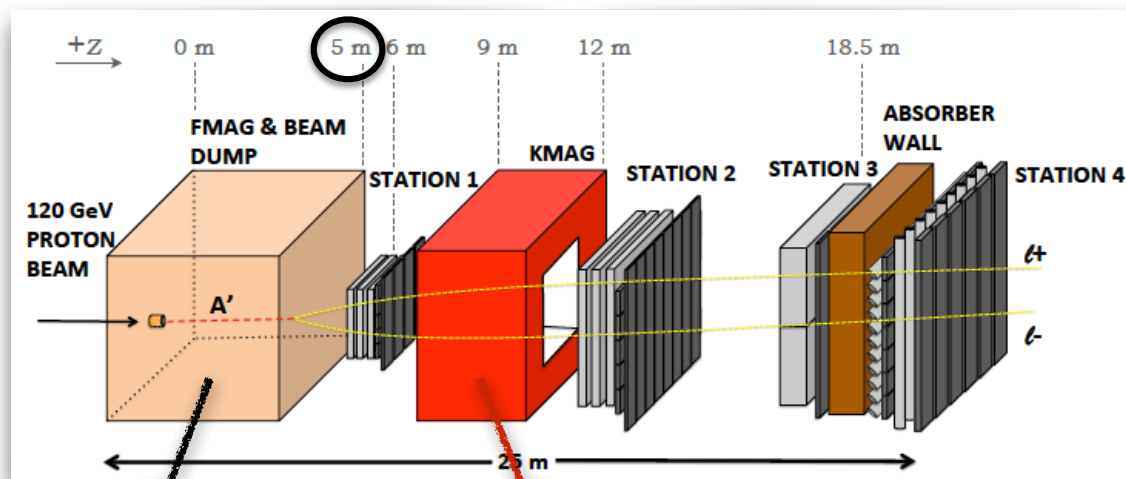 +z
0 m
5 m
6 m
9 m
12 m
18.5 m
FMAG & BEAM
DUMP
STATION 1
KMAG
STATION 2
STATION 3
ABSORBER
WALL
STATION 4
120 GeV
PROTON
BEAM
A'
ℓ+
ℓ-
25 m